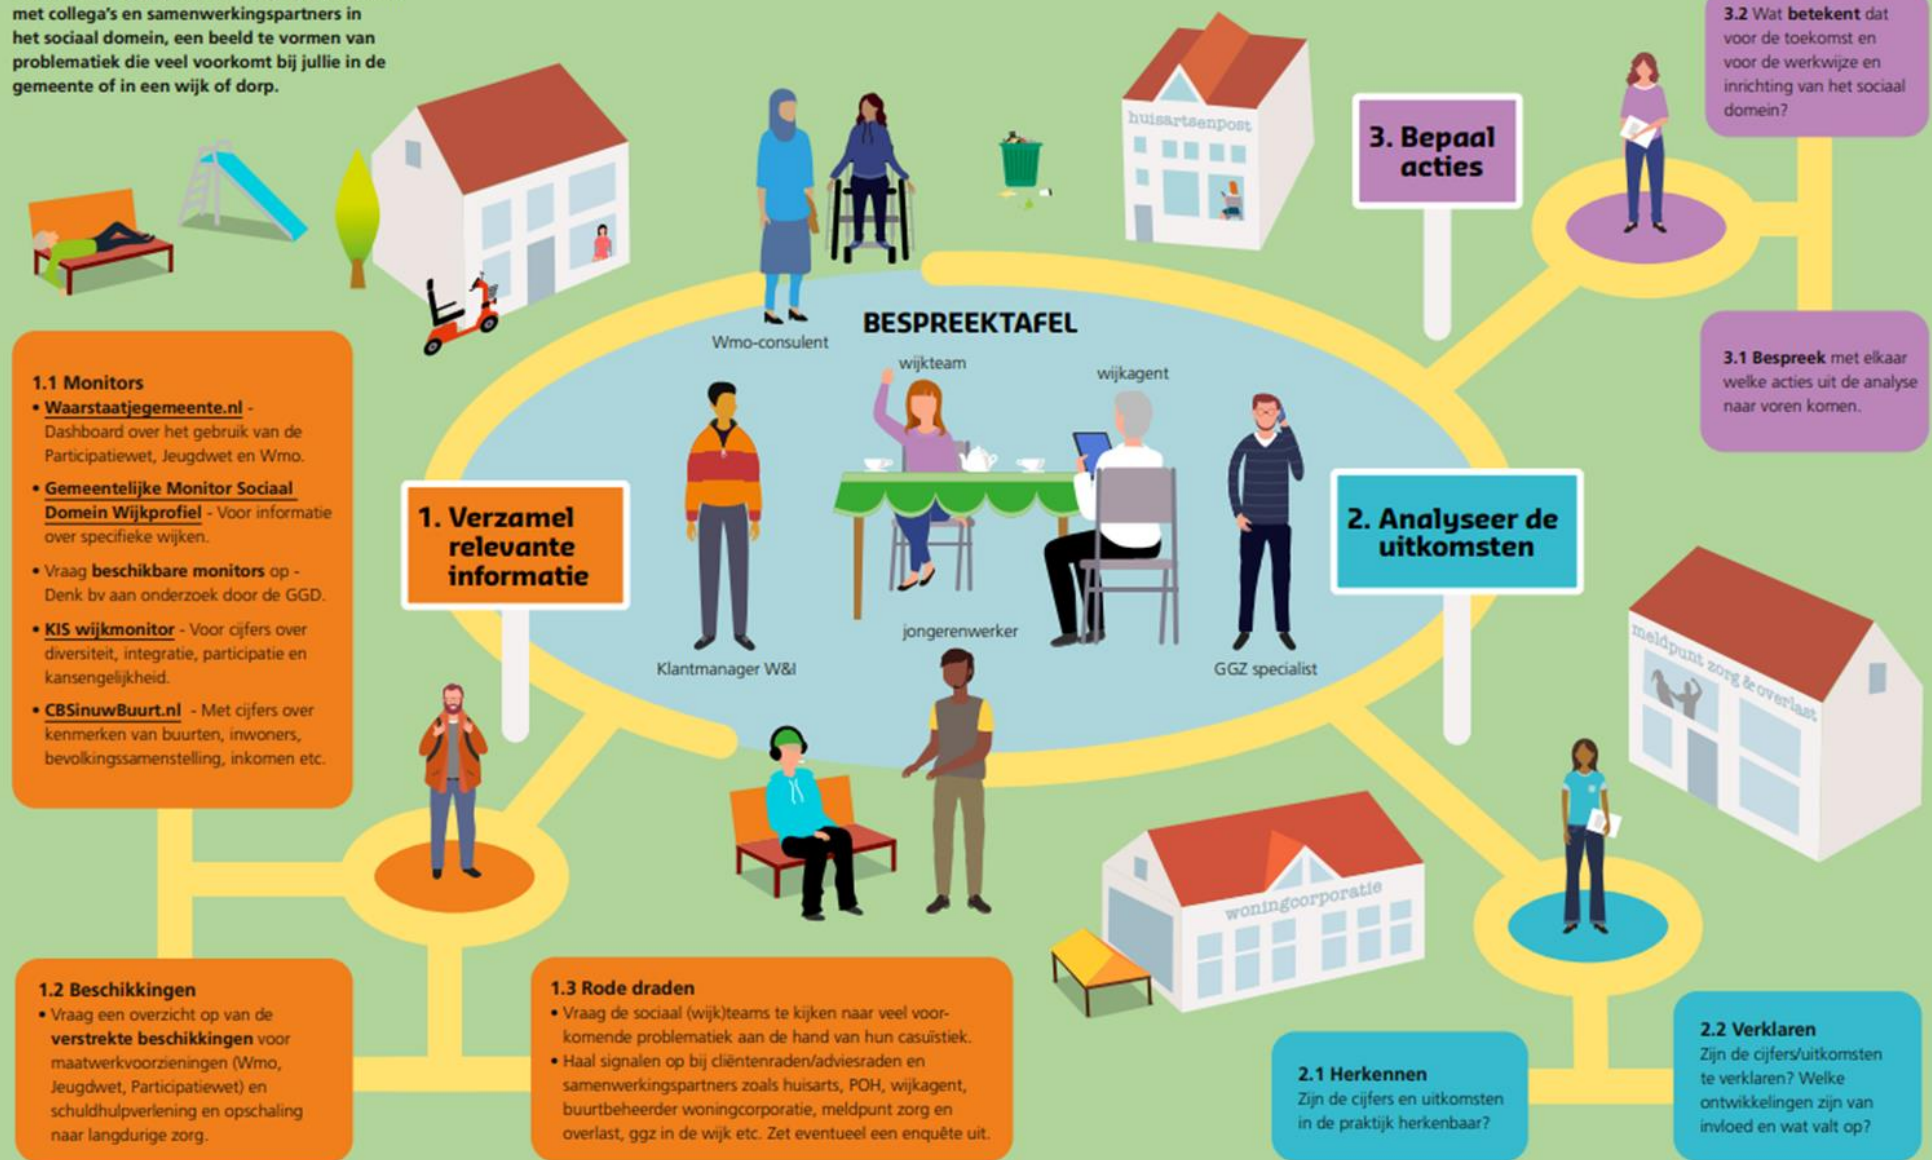 met collega's en samenwerkingspartners in
het sociaal domein, een beeld te vormen van
problematiek die veel voorkomt bij jullie in de
gemeente of in een wijk of dorp.
BESPREEKTAFEL
Wmo-consulent
wijkteam
wijkagent
Klantmanager W&I
jongerenwerker
GGZ specialist
huisartsenpost
meldpunt zorg & overlast
woningcorporatie
1. Verzamel
relevante
informatie
1.1 Monitors
• Waarstaatjegemeente.nl -
Dashboard over het gebruik van de
Participatiewet, Jeugdwet en Wmo.
• Gemeentelijke Monitor Sociaal
Domein Wijkprofiel - Voor informatie
over specifieke wijken.
• Vraag beschikbare monitors op -
Denk bv aan onderzoek door de GGD.
• KIS wijkmonitor - Voor cijfers over
diversiteit, integratie, participatie en
kansengelijkheid.
• CBSinuwBuurt.nl - Met cijfers over
kenmerken van buurten, inwoners,
bevolkingssamenstelling, inkomen etc.
1.2 Beschikkingen
• Vraag een overzicht op van de
verstrekte beschikkingen voor
maatwerkvoorzieningen (Wmo,
Jeugdwet, Participatiewet) en
schuldhulpverlening en opschaling
naar langdurige zorg.
1.3 Rode draden
• Vraag de sociaal (wijk)teams te kijken naar veel voor-
komende problematiek aan de hand van hun casuïstiek.
• Haal signalen op bij cliëntenraden/adviesraden en
samenwerkingspartners zoals huisarts, POH, wijkagent,
buurtbeheerder woningcorporatie, meldpunt zorg en
overlast, ggz in de wijk etc. Zet eventueel een enquête uit.
2. Analyseer de
uitkomsten
2.1 Herkennen
Zijn de cijfers en uitkomsten
in de praktijk herkenbaar?
2.2 Verklaren
Zijn de cijfers/uitkomsten
te verklaren? Welke
ontwikkelingen zijn van
invloed en wat valt op?
3. Bepaal
acties
3.1 Bespreek met elkaar
welke acties uit de analyse
naar voren komen.
3.2 Wat betekent dat
voor de toekomst en
voor de werkwijze en
inrichting van het sociaal
domein?